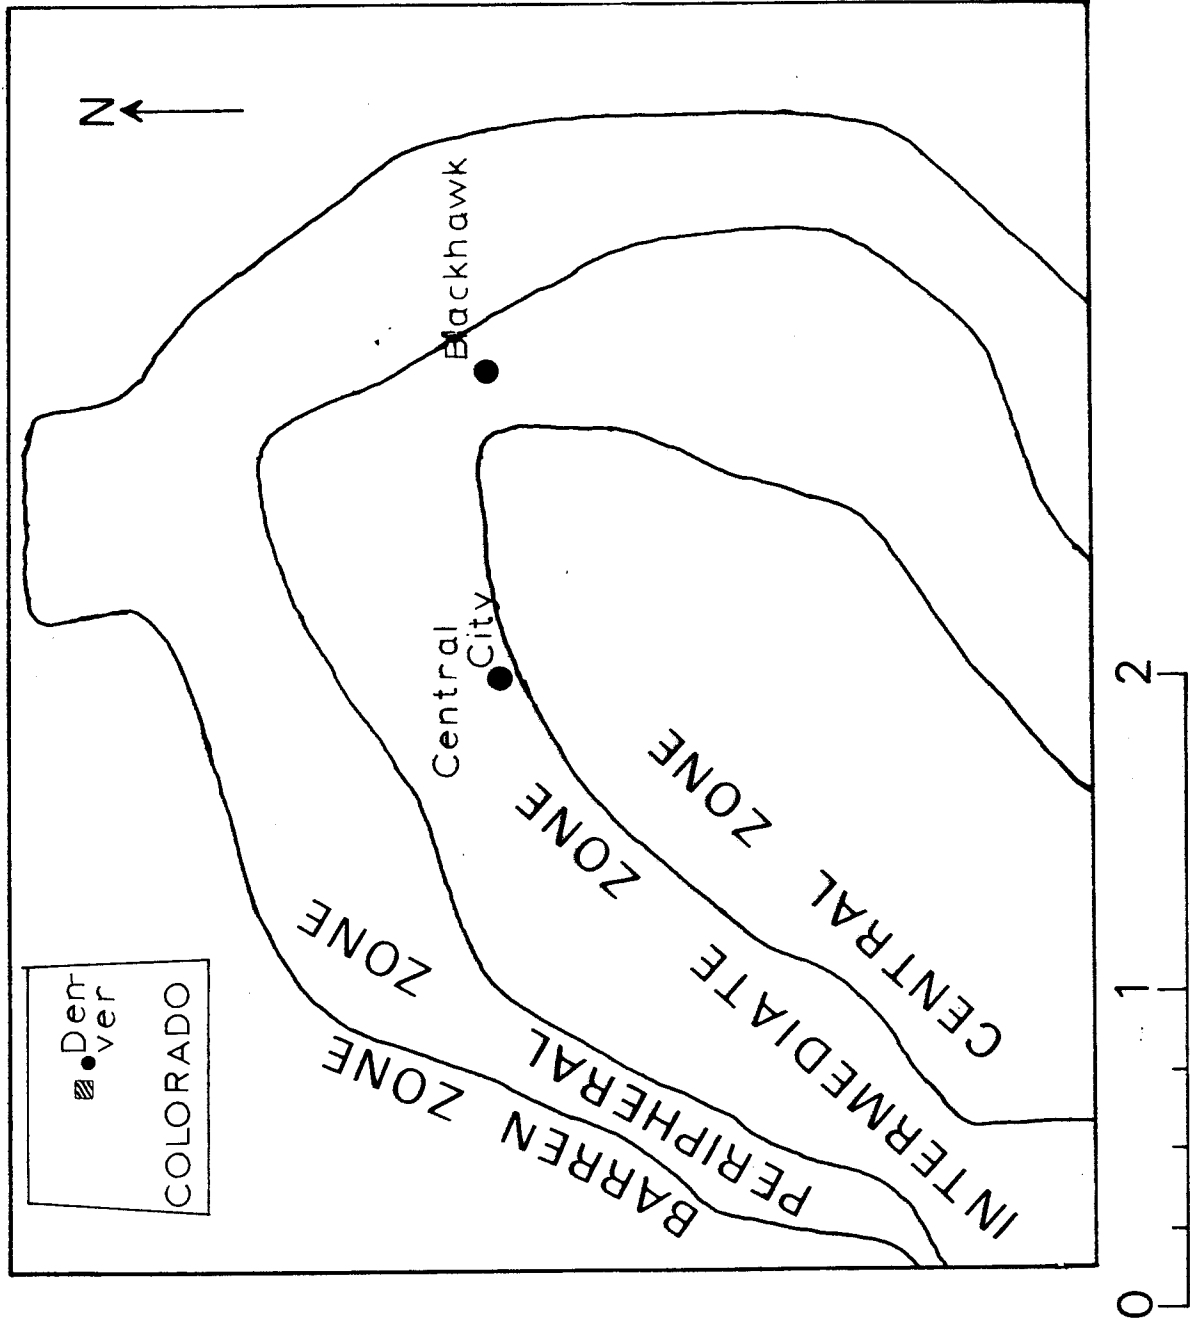 COLORADO
Den-
ver
N
Blackhawk
Central
City
BARREN ZONE
PERIPHERAL ZONE
INTERMEDIATE ZONE
CENTRAL ZONE
0 1 2